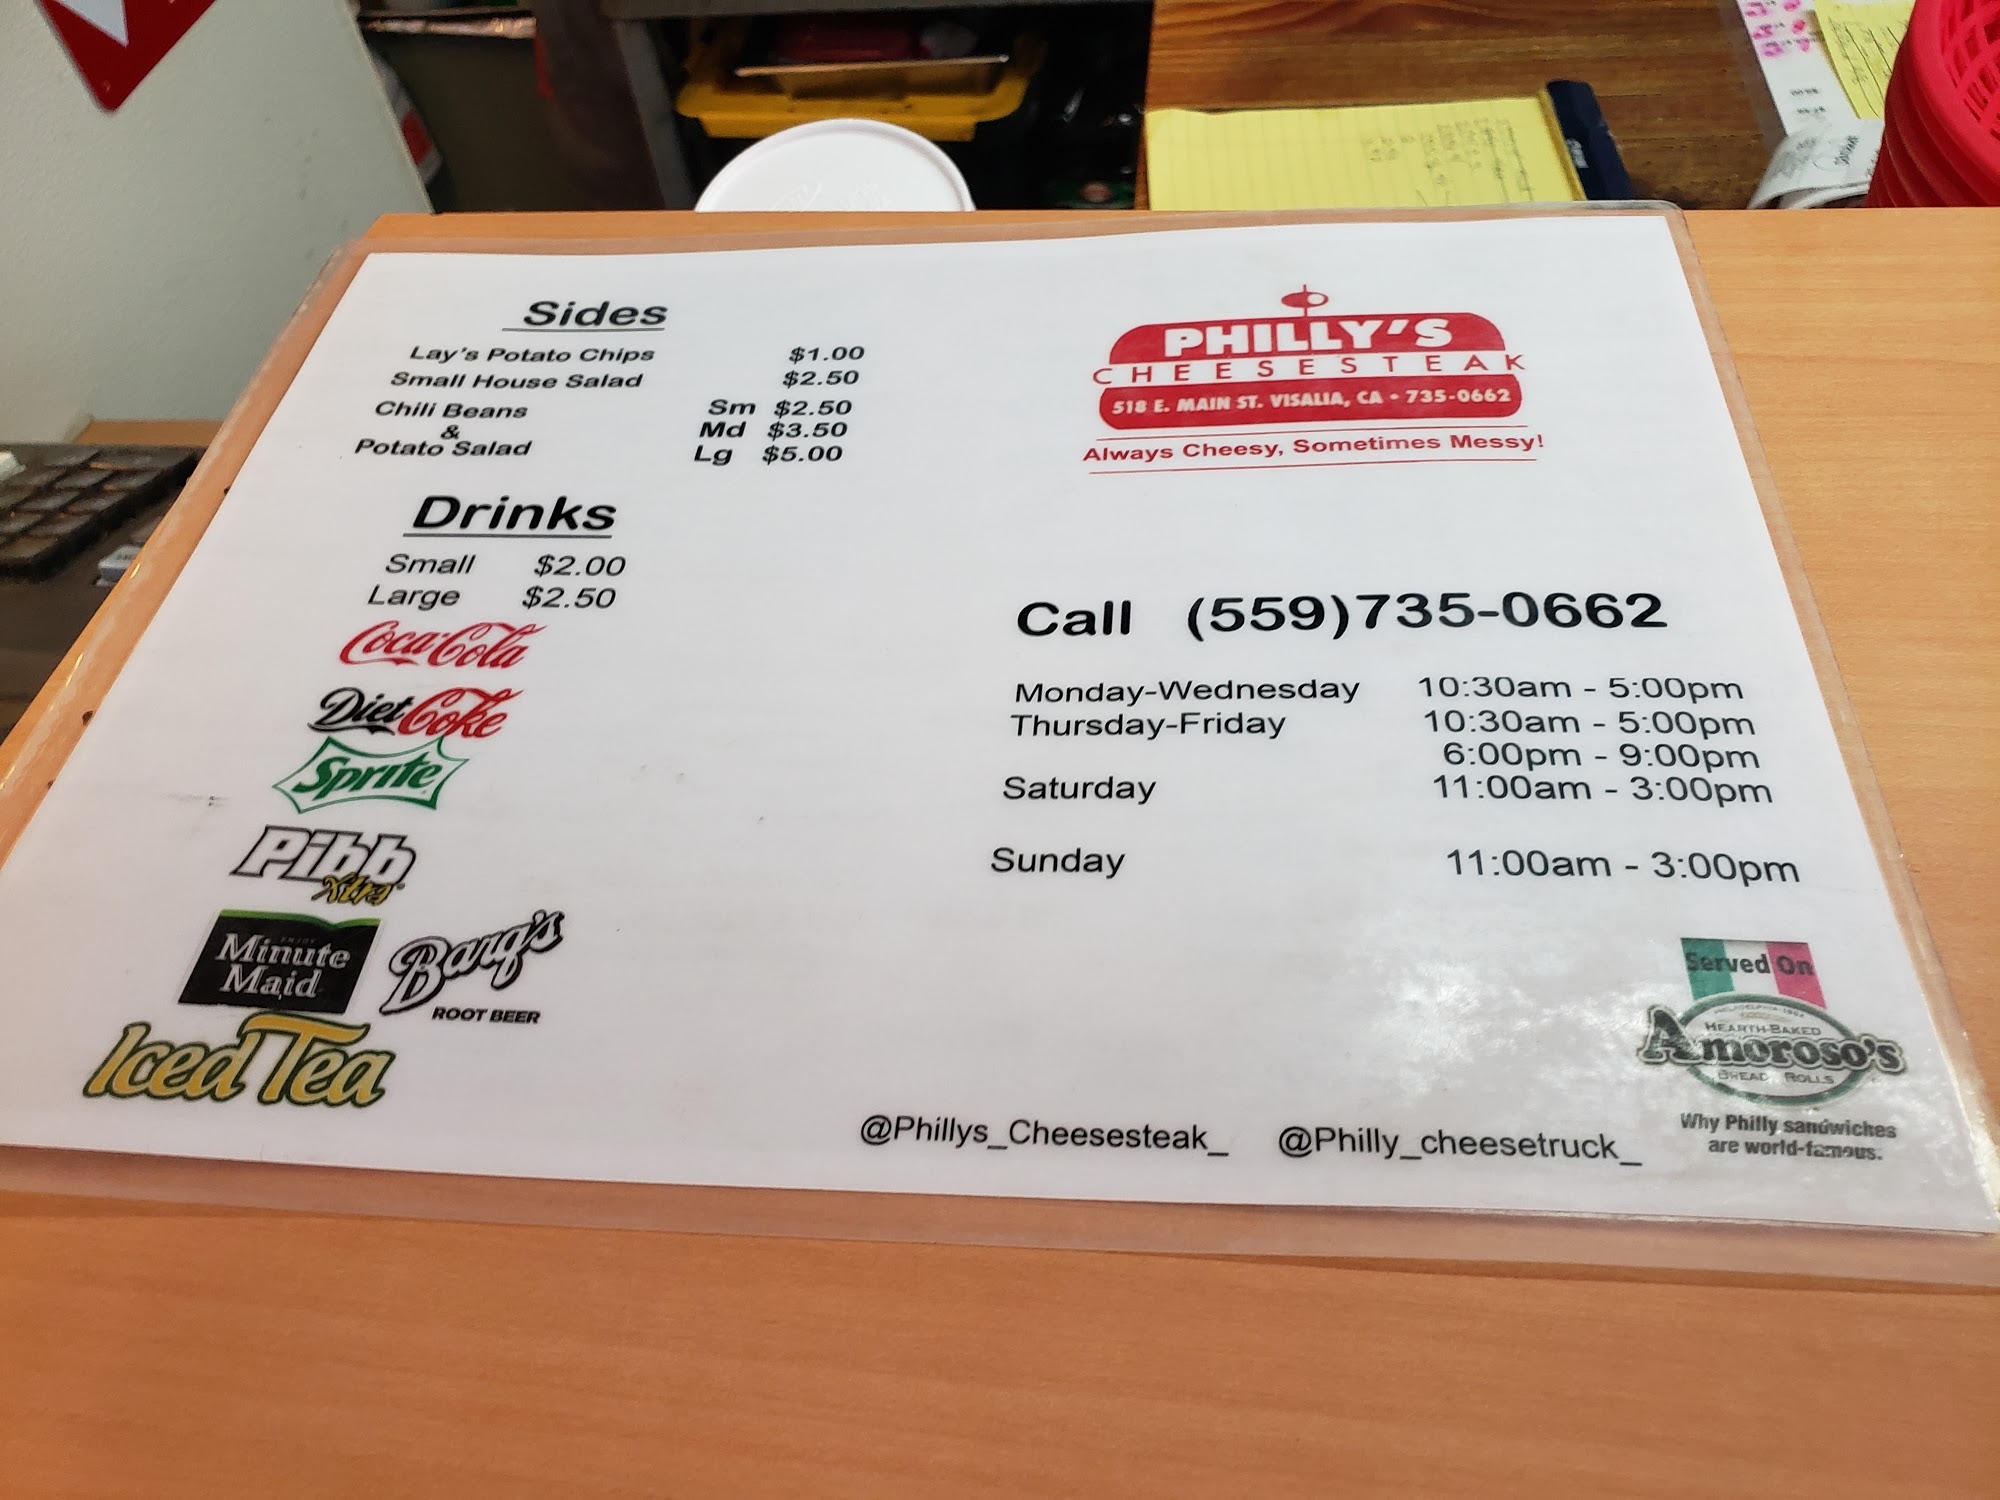 Sides
Lay's Potato Chips $1.00
Small House Salad $2.50
Chili Beans Sm $2.50
& Md $3.50
Potato Salad Lg $5.00
Drinks
Small $2.00
Large $2.50
Coca-Cola
Diet Coke
Sprite
Pibb
Xtra
ENJOY
Minute
Maid
Barq's
ROOT BEER
Iced Tea
PHILLY'S
CHEESESTEAK
518 E. MAIN ST. VISALIA, CA • 735-0662
Always Cheesy, Sometimes Messy!
Call (559)735-0662
Monday-Wednesday 10:30am - 5:00pm
Thursday-Friday 10:30am - 5:00pm
6:00pm - 9:00pm
Saturday 11:00am - 3:00pm
Sunday 11:00am - 3:00pm
Served On
HEARTH-BAKED
Amoroso's
BREAD ROLLS
Why Philly sandwiches
are world-famous.
@Phillys_Cheesesteak_ @Philly_cheesetruck_